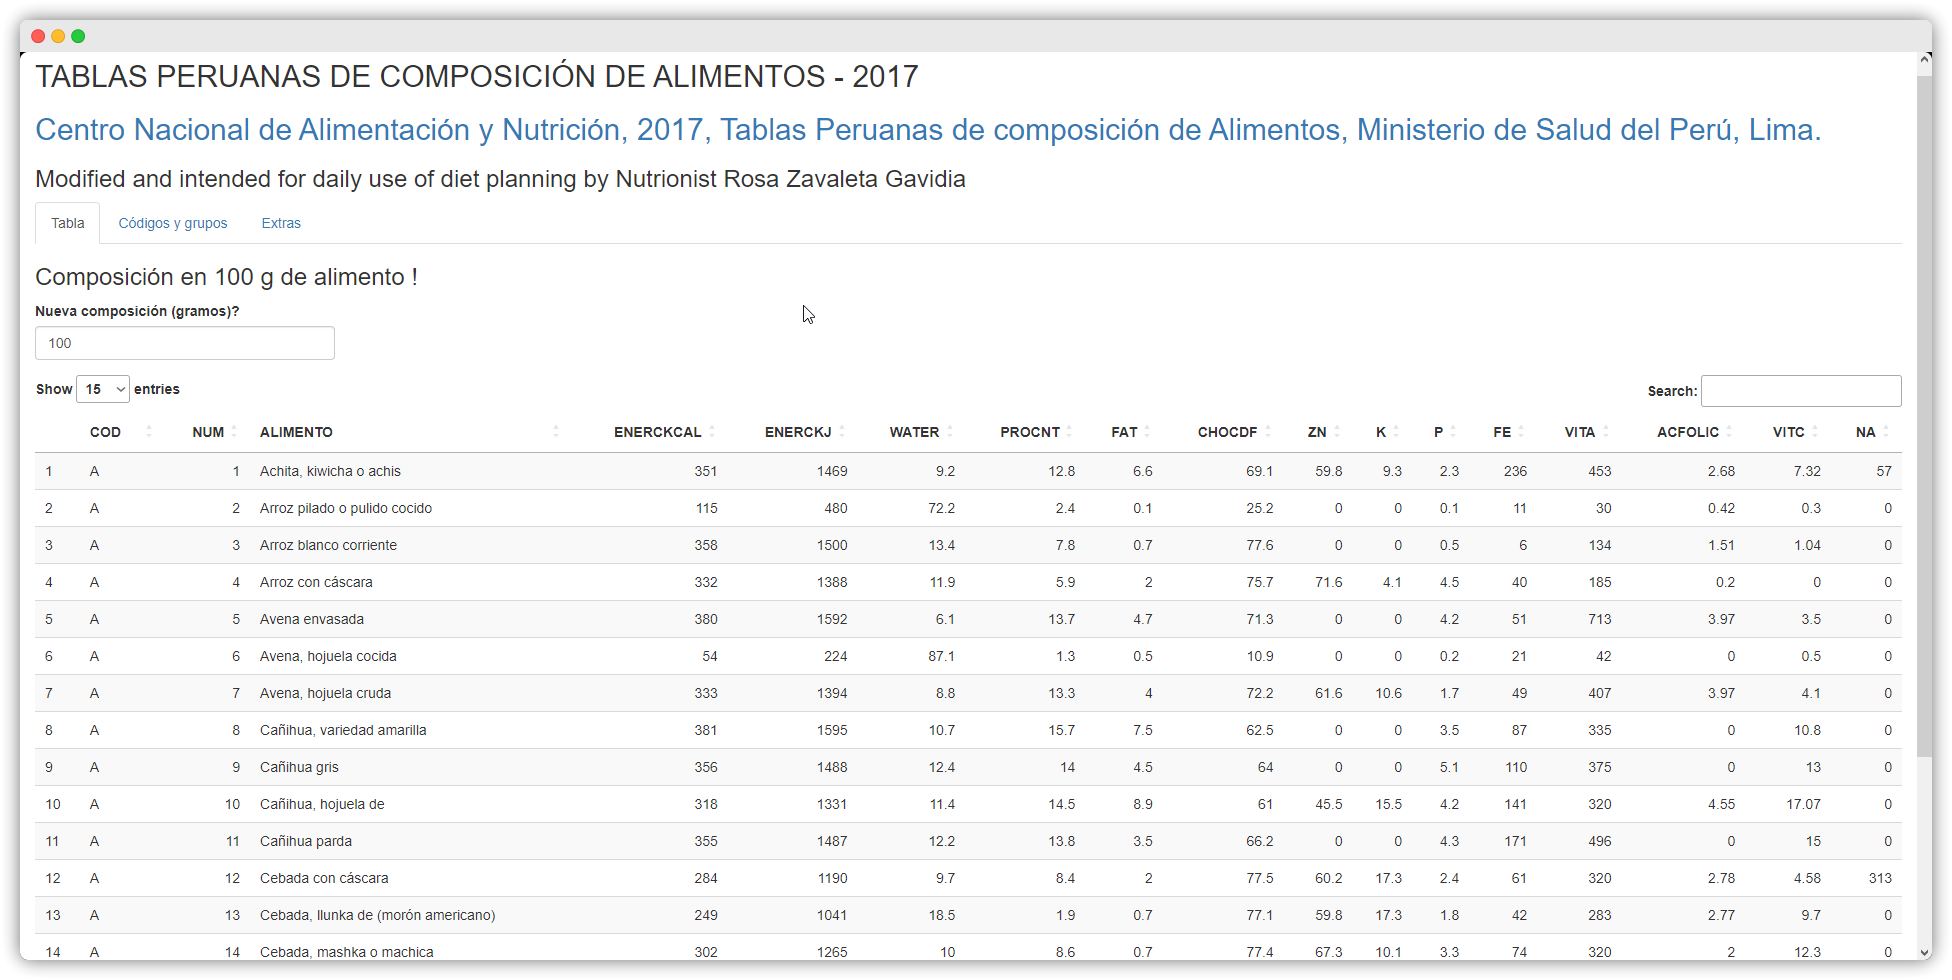 TABLAS PERUANAS DE COMPOSICIÓN DE ALIMENTOS - 2017
Centro Nacional de Alimentación y Nutrición, 2017, Tablas Peruanas de composición de Alimentos, Ministerio de Salud del Perú, Lima.
Modified and intended for daily use of diet planning by Nutrionist Rosa Zavaleta Gavidia
Tabla Códigos y grupos Extras
Composición en 100 g de alimento !
Nueva composición (gramos)?
100
Show 15 entries Search:
COD NUM ALIMENTO ENERCKCAL ENERCKJ WATER PROCNT FAT CHOCDF ZN K P FE VITA ACFOLIC VITC NA
1 A 1 Achita, kiwicha o achis 351 1469 9.2 12.8 6.6 69.1 59.8 9.3 2.3 236 453 2.68 7.32 57
2 A 2 Arroz pilado o pulido cocido 115 480 72.2 2.4 0.1 25.2 0 0 0.1 11 30 0.42 0.3 0
3 A 3 Arroz blanco corriente 358 1500 13.4 7.8 0.7 77.6 0 0 0.5 6 134 1.51 1.04 0
4 A 4 Arroz con cáscara 332 1388 11.9 5.9 2 75.7 71.6 4.1 4.5 40 185 0.2 0 0
5 A 5 Avena envasada 380 1592 6.1 13.7 4.7 71.3 0 0 4.2 51 713 3.97 3.5 0
6 A 6 Avena, hojuela cocida 54 224 87.1 1.3 0.5 10.9 0 0 0.2 21 42 0 0.5 0
7 A 7 Avena, hojuela cruda 333 1394 8.8 13.3 4 72.2 61.6 10.6 1.7 49 407 3.97 4.1 0
8 A 8 Cañihua, variedad amarilla 381 1595 10.7 15.7 7.5 62.5 0 0 3.5 87 335 0 10.8 0
9 A 9 Cañihua gris 356 1488 12.4 14 4.5 64 0 0 5.1 110 375 0 13 0
10 A 10 Cañihua, hojuela de 318 1331 11.4 14.5 8.9 61 45.5 15.5 4.2 141 320 4.55 17.07 0
11 A 11 Cañihua parda 355 1487 12.2 13.8 3.5 66.2 0 0 4.3 171 496 0 15 0
12 A 12 Cebada con cáscara 284 1190 9.7 8.4 2 77.5 60.2 17.3 2.4 61 320 2.78 4.58 313
13 A 13 Cebada, llunka de (morón americano) 249 1041 18.5 1.9 0.7 77.1 59.8 17.3 1.8 42 283 2.77 9.7 0
14 A 14 Cebada, mashka o machica 302 1265 10 8.6 0.7 77.4 67.3 10.1 3.3 74 320 2 12.3 0